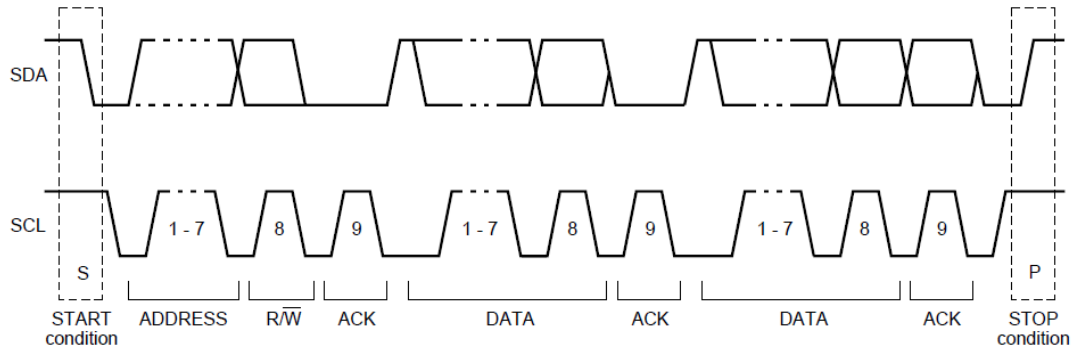 SDA
SCL
1 - 7 8 9 1 - 7 8 9 1 - 7 8 9
S P
START condition ADDRESS R/W̅ ACK DATA ACK DATA ACK STOP condition